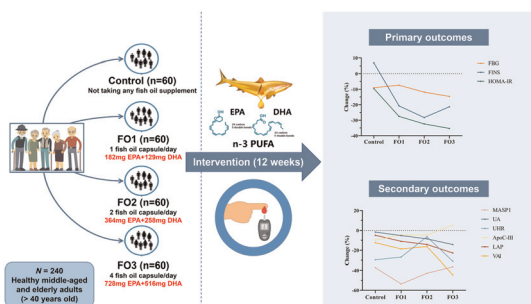 Control (n=60)
Not taking any fish oil supplement
FO1 (n=60)
1 fish oil capsule/day
182mg EPA+129mg DHA
FO2 (n=60)
2 fish oil capsule/day
364mg EPA+258mg DHA
FO3 (n=60)
4 fish oil capsule/day
728mg EPA+516mg DHA
N = 240
Healthy middle-aged
and elderly adults
(> 40 years old)
EPA
DHA
n-3 PUFA
Intervention (12 weeks)
Primary outcomes
Change (%)
10
0
-10
-20
-30
-40
Control
FO1
FO2
FO3
FBG
FINS
HOMA-IR
Secondary outcomes
Change (%)
0
-20
-40
-60
Control
FO1
FO2
FO3
MASP1
UA
UHR
ApoC-III
LAP
VAI